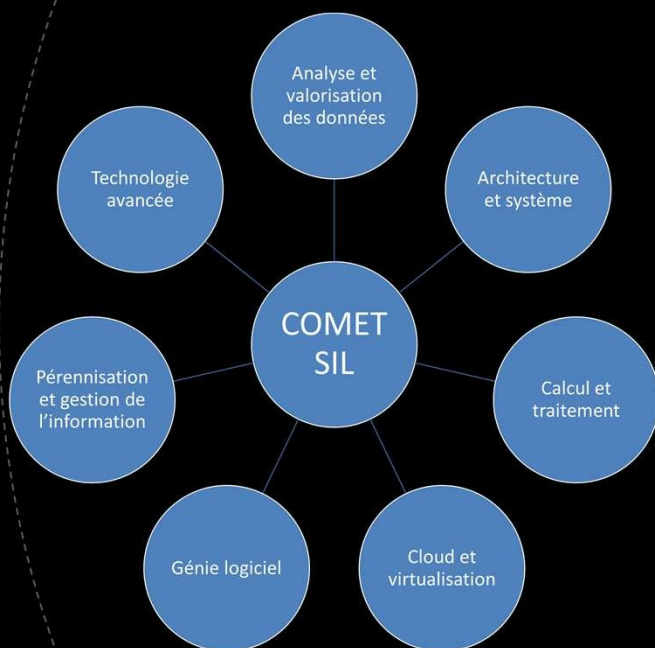 Analyse et
valorisation
des données
Architecture
et système
Calcul et
traitement
Cloud et
virtualisation
Génie logiciel
Pérennisation
et gestion de
l’information
Technologie
avancée
COMET
SIL